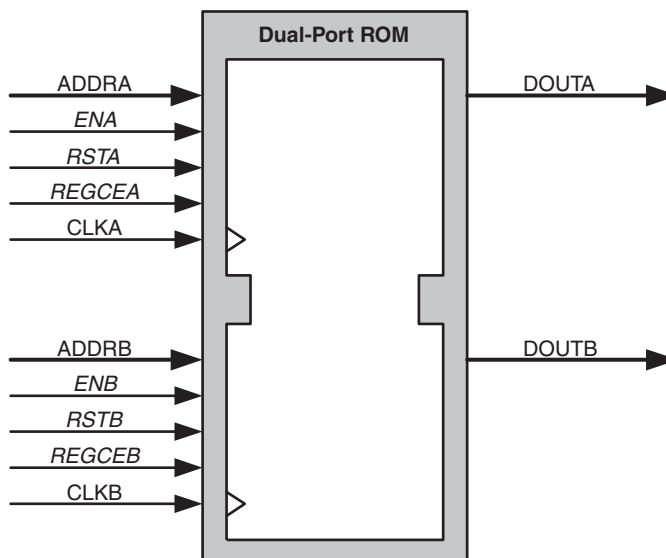 Dual-Port ROM
ADDRA
DOUTA
ENA
RSTA
REGCEA
CLKA
ADDRB
DOUTB
ENB
RSTB
REGCEB
CLKB